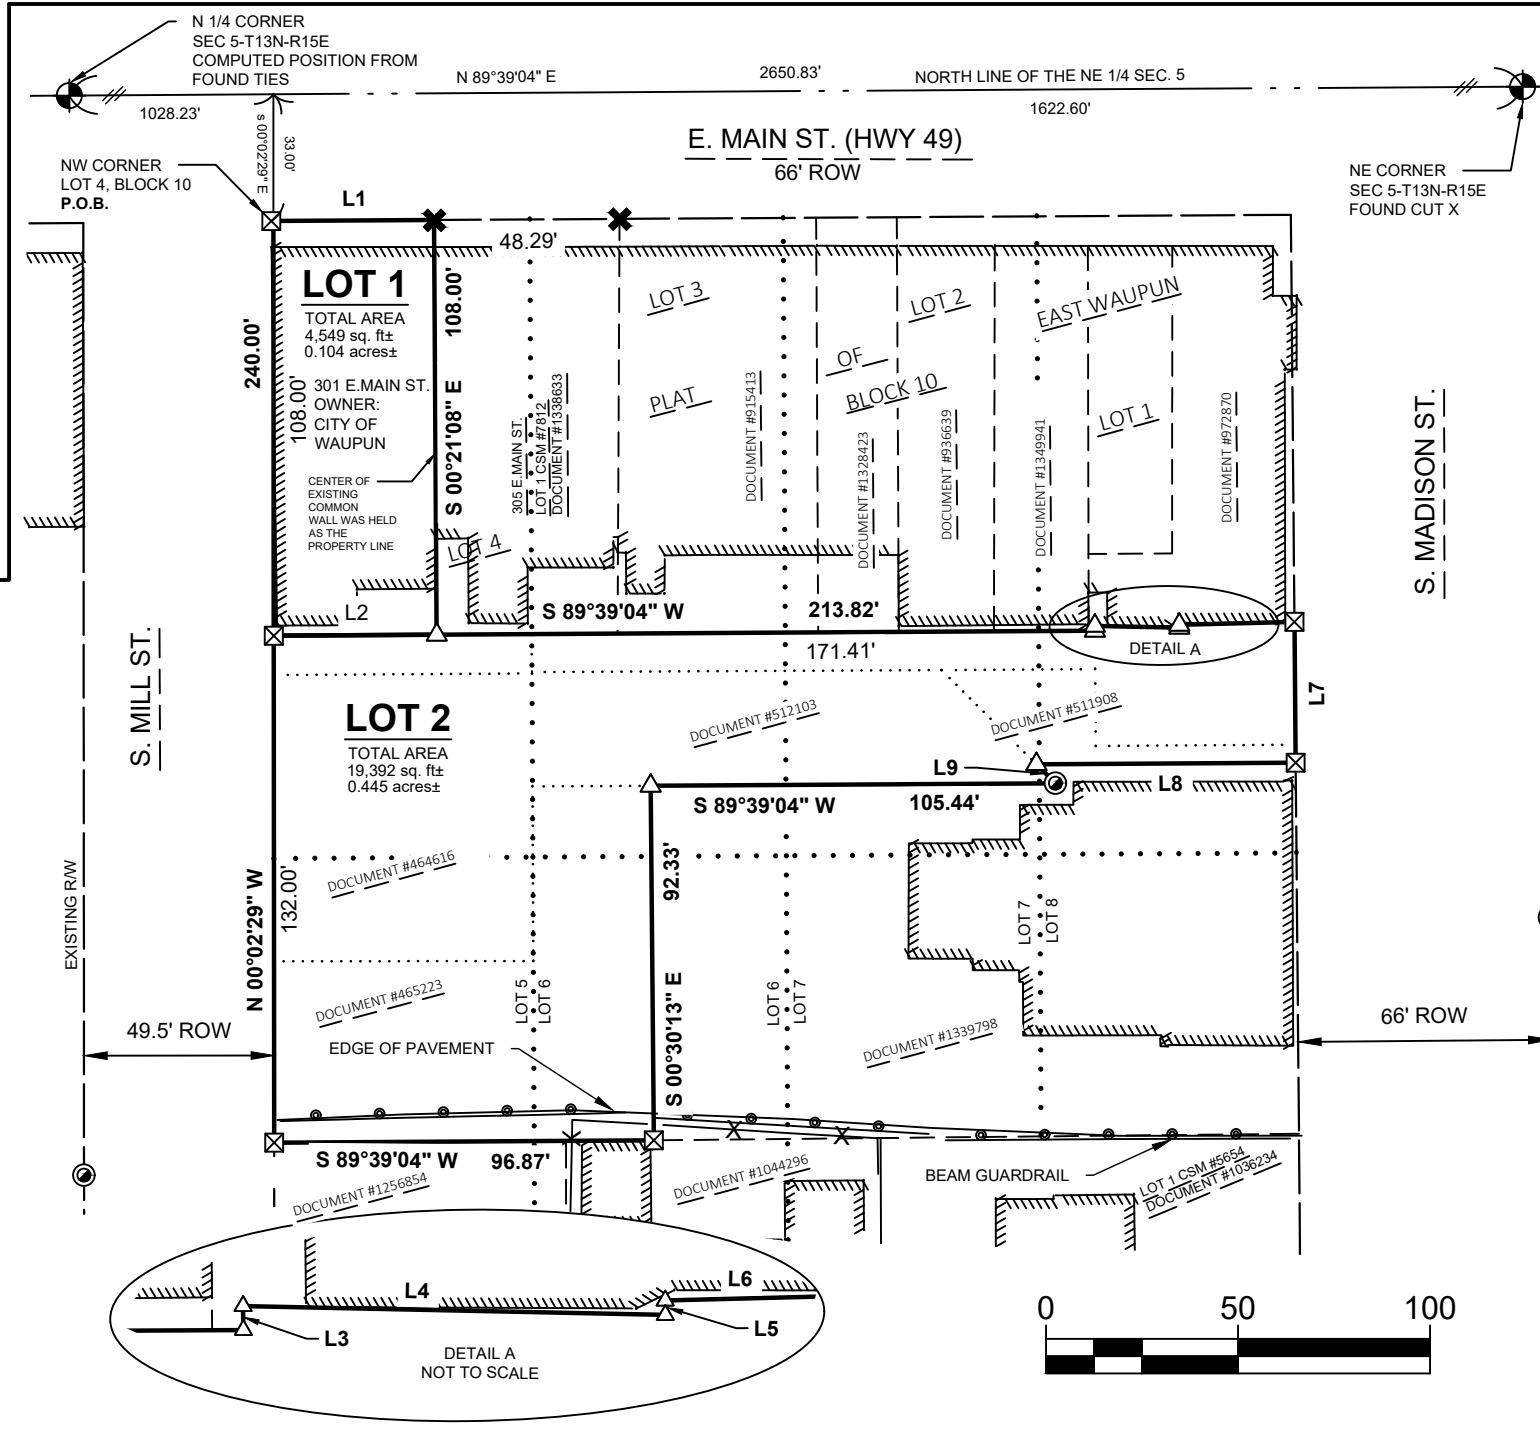 N 1/4 CORNER
SEC 5-T13N-R15E
COMPUTED POSITION FROM
FOUND TIES
N 89°39'04" E
2650.83'
NORTH LINE OF THE NE 1/4 SEC. 5
1028.23'
1622.60'
S 00°02'29" E
33.00'
E. MAIN ST. (HWY 49)
66' ROW
NW CORNER
LOT 4, BLOCK 10
P.O.B.
NE CORNER
SEC 5-T13N-R15E
FOUND CUT X
L1
48.29'
LOT 1
TOTAL AREA
4,549 sq. ft±
0.104 acres±
301 E.MAIN ST.
OWNER:
CITY OF
WAUPUN
240.00'
108.00'
108.00'
S 00°21'08" E
CENTER OF
EXISTING
COMMON
WALL WAS HELD
AS THE
PROPERTY LINE
305 E.MAIN ST.
LOT 1 CSM #7812
DOCUMENT #1338633
LOT 3
LOT 2
EAST WAUPUN
OF
PLAT
BLOCK 10
LOT 1
LOT 4
DOCUMENT #915413
DOCUMENT #1328423
DOCUMENT #936639
DOCUMENT #1349941
DOCUMENT #972870
S. MADISON ST.
L2
S 89°39'04" W
213.82'
171.41'
DETAIL A
S. MILL ST.
LOT 2
TOTAL AREA
19,392 sq. ft±
0.445 acres±
DOCUMENT #512103
DOCUMENT #511908
L7
L9
L8
S 89°39'04" W
105.44'
DOCUMENT #464616
92.33'
N 00°02'29" W
132.00'
EXISTING R/W
LOT 7
LOT 8
DOCUMENT #465223
LOT 5
LOT 6
S 00°30'13" E
LOT 6
LOT 7
49.5' ROW
66' ROW
EDGE OF PAVEMENT
DOCUMENT #1339798
X
X
S 89°39'04" W
96.87'
DOCUMENT #1256854
DOCUMENT #1044296
BEAM GUARDRAIL
LOT 1 CSM #5654
DOCUMENT #1036234
L4
L6
L3
L5
DETAIL A
NOT TO SCALE
0
50
100